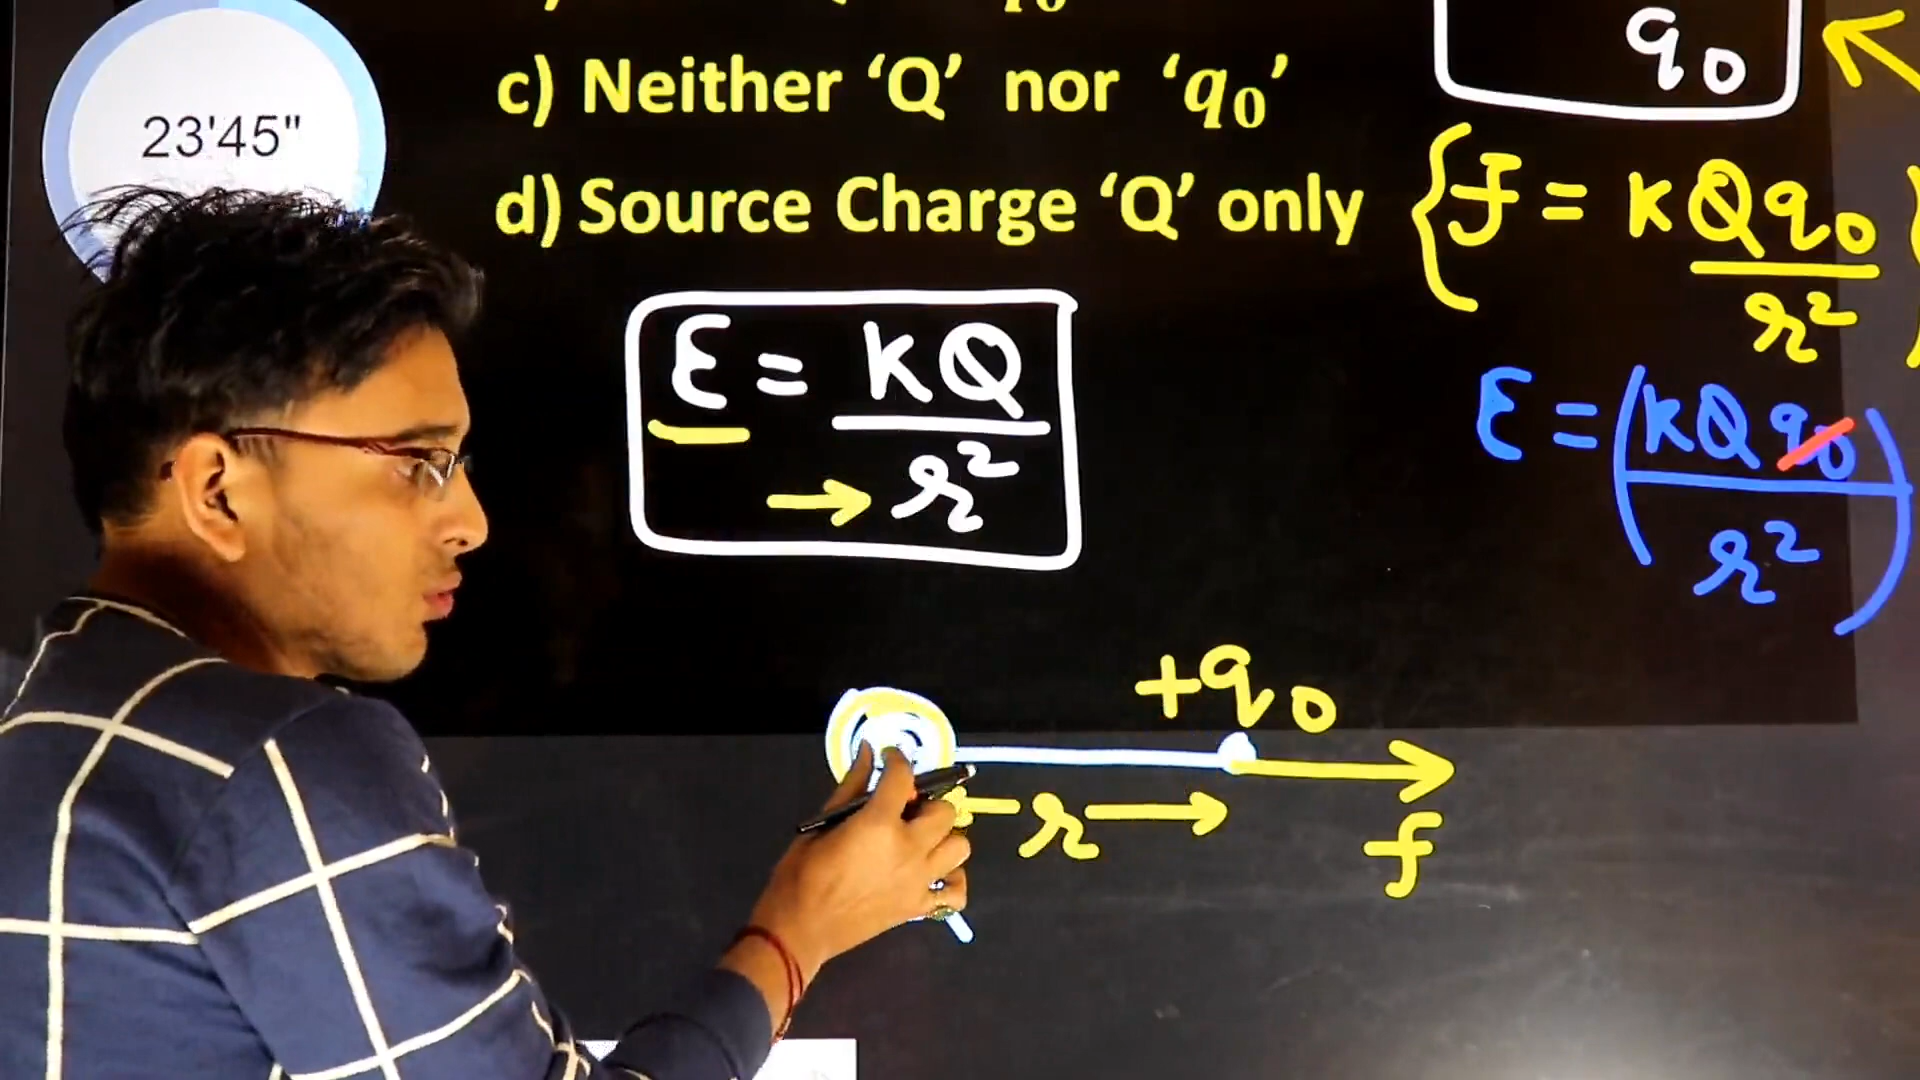 q₀
c) Neither ‘Q’ nor ‘q₀’
23'45"
d) Source Charge ‘Q’ only
f = KQq₀/r²
E = KQ/r²
E = (KQq₀/r²)
+q₀
r
f